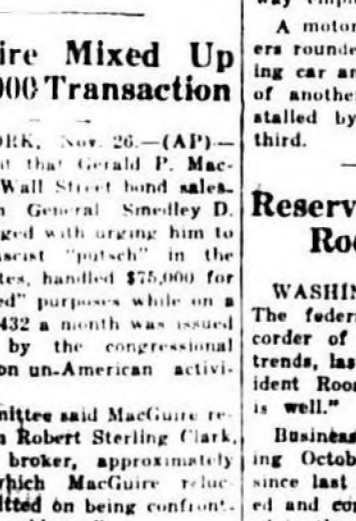 ire Mixed Up
000 Transaction
ORK, Nov. 26.—(AP)—
t that Gerald P. Mac-
Wall Street bond sales-
n General Smedley D.
ged with urging him to
ascist "putsch" in the
tes, handled $75,000 for
ed" purposes while on a
432 a month was issued
by the congressional
on un-American activi-
mittee said MacGuire re-
m Robert Sterling Clark,
broker, approximately
which MacGuire reluc-
itted on being confront-
A motor
ers rounde
ing car an
of another
stalled by
third.
Reserv
Roo
WASHIN
The feder
corder of
trends, las
ident Roo
is well."
Business
ing Octob
since last
ed and con